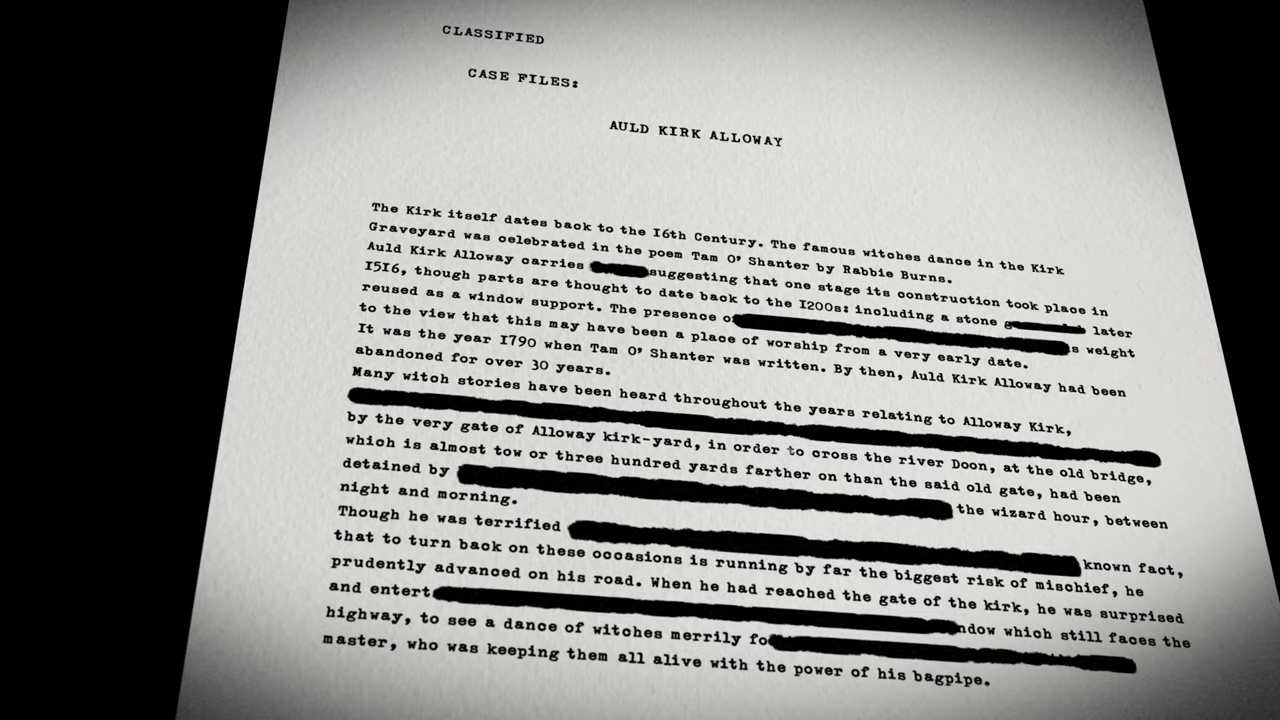 CLASSIFIED
CASE FILES:
AULD KIRK ALLOWAY
The Kirk itself dates back to the I6th Century. The famous witches dance in the Kirk
Graveyard was celebrated in the poem Tam O' Shanter by Rabbie Burns.
Auld Kirk Alloway carries suggesting that one stage its construction took place in
I5I6, though parts are thought to date back to the I200s: including a stone g later
reused as a window support. The presence o s weight
to the view that this may have been a place of worship from a very early date.
It was the year I790 when Tam O' Shanter was written. By then, Auld Kirk Alloway had been
abandoned for over 30 years.
Many witch stories have been heard throughout the years relating to Alloway Kirk,
by the very gate of Alloway kirk-yard, in order to cross the river Doon, at the old bridge,
which is almost tow or three hundred yards farther on than the said old gate, had been
detained by the wizard hour, between
night and morning.
Though he was terrified known fact,
that to turn back on these occasions is running by far the biggest risk of mischief, he
prudently advanced on his road. When he had reached the gate of the kirk, he was surprised
and entert ndow which still faces the
highway, to see a dance of witches merrily fo
master, who was keeping them all alive with the power of his bagpipe.